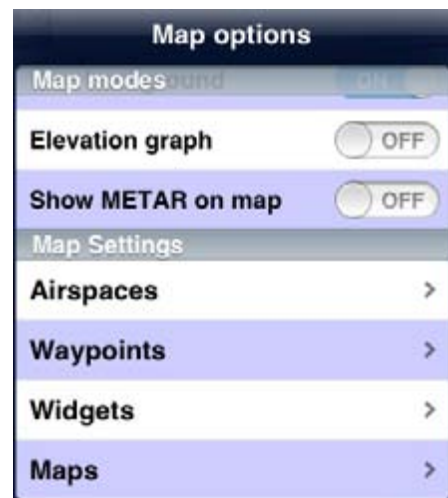 Map options
Map modes
Elevation graph OFF
Show METAR on map OFF
Map Settings
Airspaces >
Waypoints >
Widgets >
Maps >